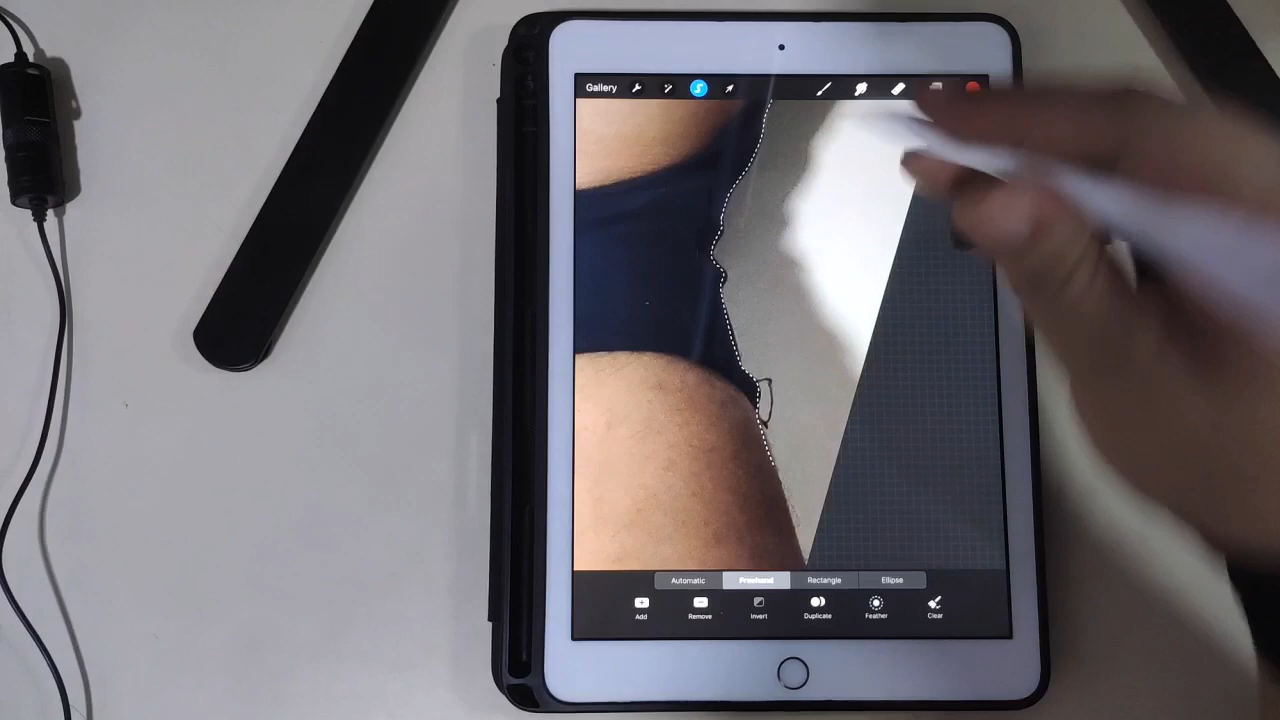 Gallery
Automatic Freehand Rectangle Ellipse
Add Remove Invert Duplicate Feather Clear